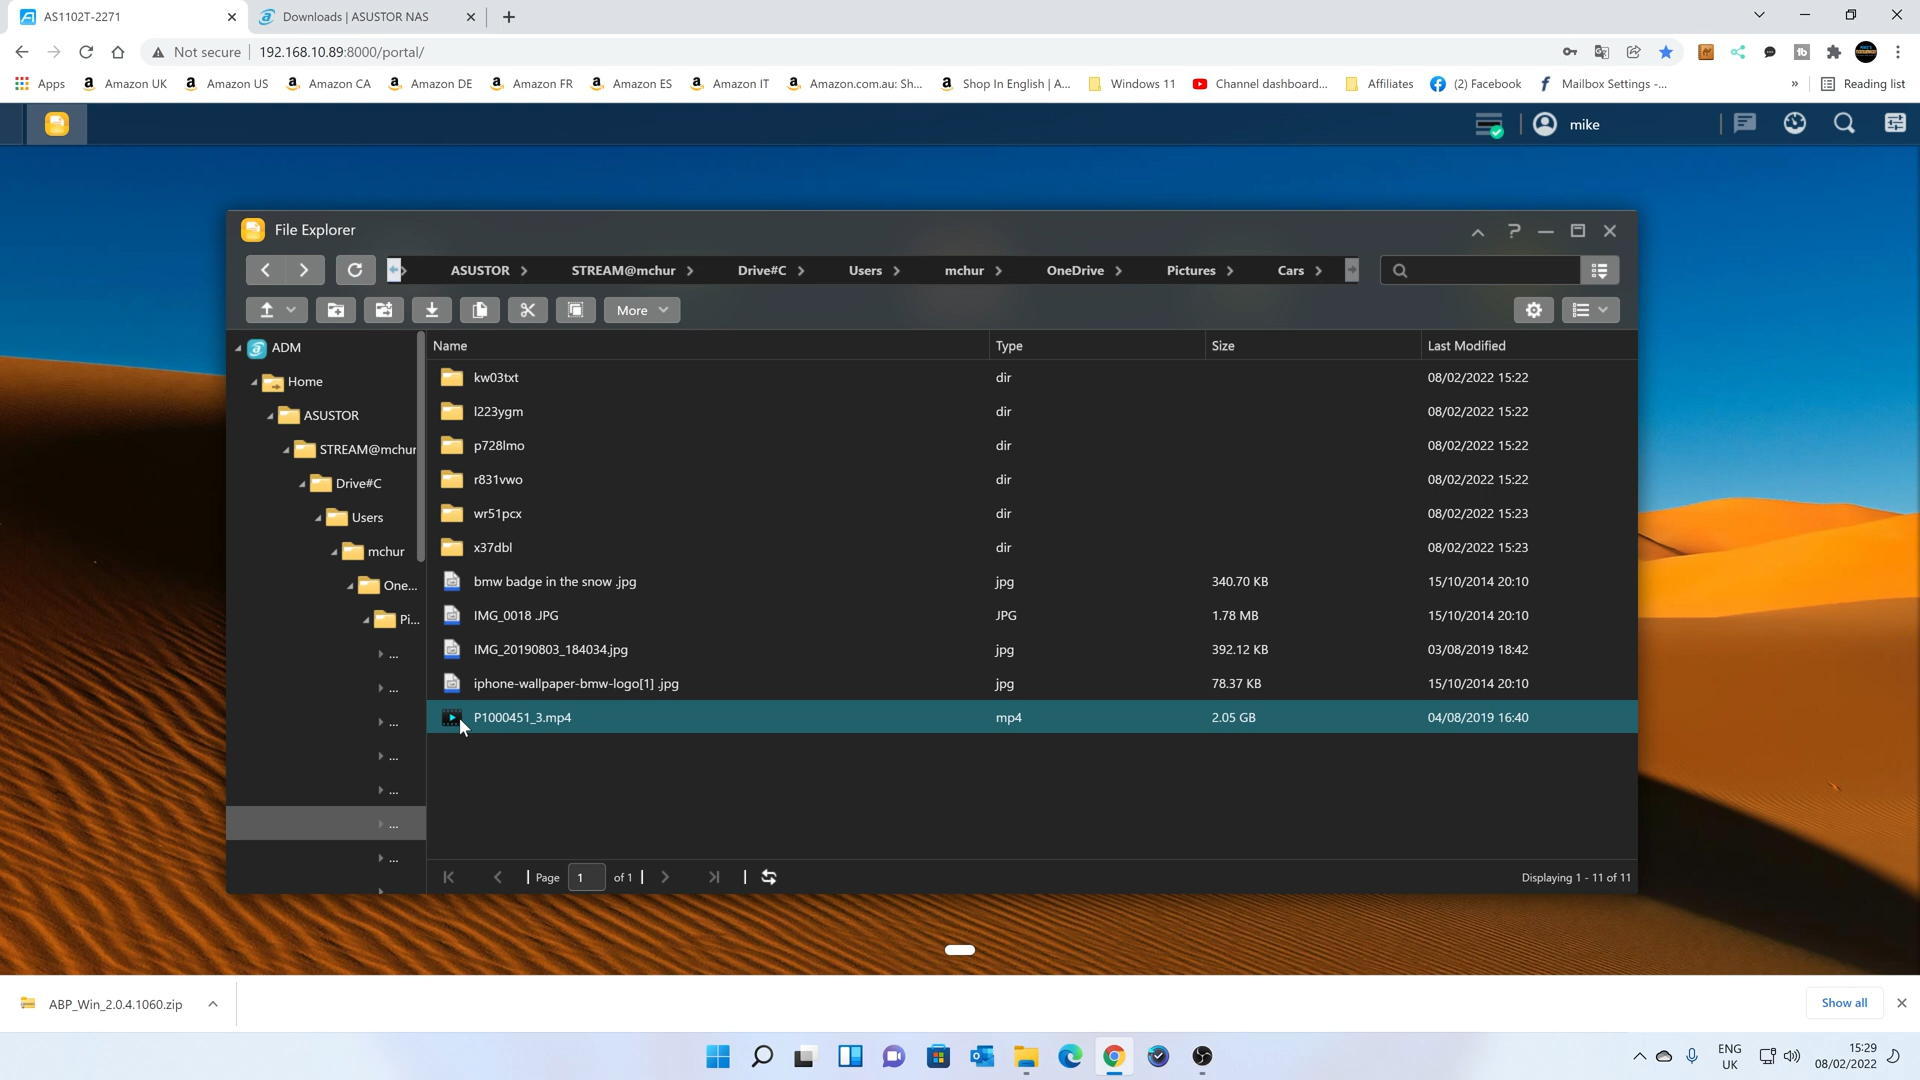 AS1102T-2271
Downloads | ASUSTOR NAS
Not secure
192.168.10.89:8000/portal/
Apps
Amazon UK
Amazon US
Amazon CA
Amazon DE
Amazon FR
Amazon ES
Amazon IT
Amazon.com.au: Sh...
Shop In English | A...
Windows 11
Channel dashboard...
Affiliates
(2) Facebook
Mailbox Settings -...
»
Reading list
mike
File Explorer
ASUSTOR
STREAM@mchur
Drive#C
Users
mchur
OneDrive
Pictures
Cars
More
ADM
Home
ASUSTOR
STREAM@mchur
Drive#C
Users
mchur
One...
Pi...
...
...
...
...
...
...
...
Name Type Size Last Modified
kw03txt dir 08/02/2022 15:22
l223ygm dir 08/02/2022 15:22
p728lmo dir 08/02/2022 15:22
r831vwo dir 08/02/2022 15:22
wr51pcx dir 08/02/2022 15:23
x37dbl dir 08/02/2022 15:23
bmw badge in the snow .jpg jpg 340.70 KB 15/10/2014 20:10
IMG_0018 .JPG JPG 1.78 MB 15/10/2014 20:10
IMG_20190803_184034.jpg jpg 392.12 KB 03/08/2019 18:42
iphone-wallpaper-bmw-logo[1] .jpg jpg 78.37 KB 15/10/2014 20:10
P1000451_3.mp4 mp4 2.05 GB 04/08/2019 16:40
Page 1 of 1
Displaying 1 - 11 of 11
ABP_Win_2.0.4.1060.zip
Show all
ENG
UK
15:29
08/02/2022